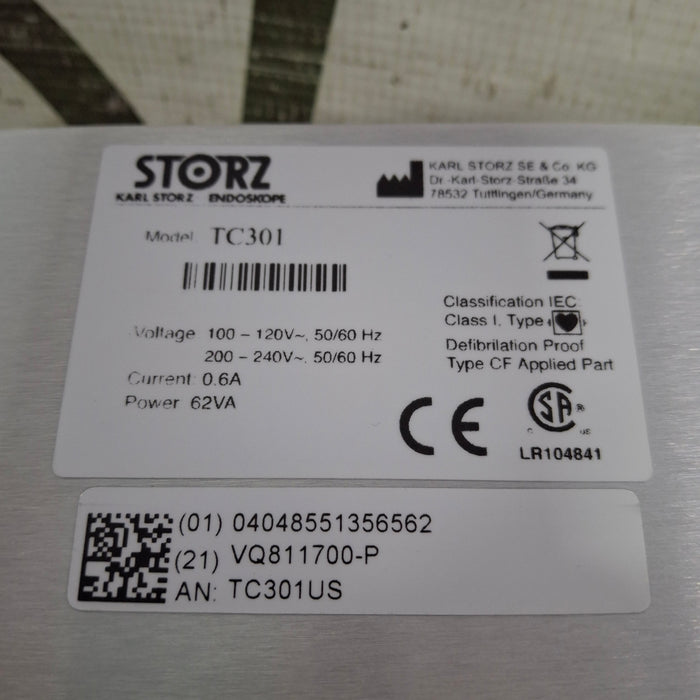 STORZ
KARL STORZ ENDOSKOPE
KARL STORZ SE & Co. KG
Dr.-Karl-Storz-Straße 34
78532 Tuttlingen/Germany
Model: TC301
Voltage: 100 – 120V~, 50/60 Hz
200 – 240V~, 50/60 Hz
Current: 0.6A
Power: 62VA
Classification IEC:
Class I, Type
Defibrilation Proof
Type CF Applied Part
CE
SA ®
C US
LR104841
(01) 04048551356562
(21) VQ811700-P
AN: TC301US